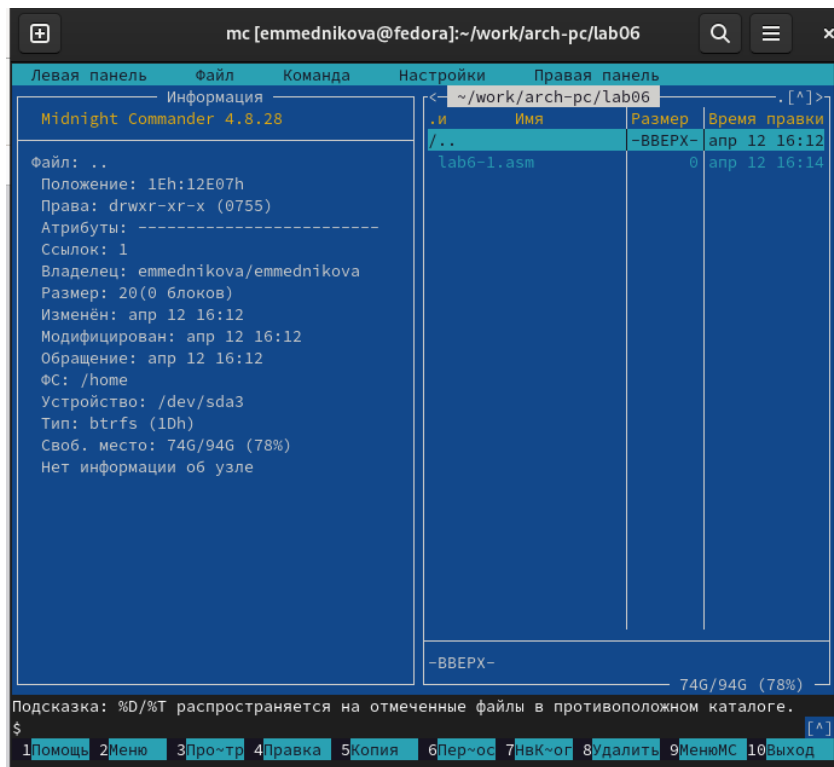 mc [emmednikova@fedora]:~/work/arch-pc/lab06
Левая панель Файл Команда Настройки Правая панель
Информация
Midnight Commander 4.8.28
Файл: ..
Положение: 1Eh:12E07h
Права: drwxr-xr-x (0755)
Атрибуты: --------------------------
Ссылок: 1
Владелец: emmednikova/emmednikova
Размер: 20(0 блоков)
Изменён: апр 12 16:12
Модифицирован: апр 12 16:12
Обращение: апр 12 16:12
ФС: /home
Устройство: /dev/sda3
Тип: btrfs (1Dh)
Своб. место: 74G/94G (78%)
Нет информации об узле
<─ ~/work/arch-pc/lab06 ─.[^]>
.и Имя Размер Время правки
/.. -ВВЕРХ- апр 12 16:12
lab6-1.asm 0 апр 12 16:14
-ВВЕРХ-
74G/94G (78%)
Подсказка: %D/%T распространяется на отмеченные файлы в противоположном каталоге.
$ [^]
1Помощь 2Меню 3Про~тр 4Правка 5Копия 6Пер~ос 7НвК~ог 8Удалить 9МенюMC 10Выход